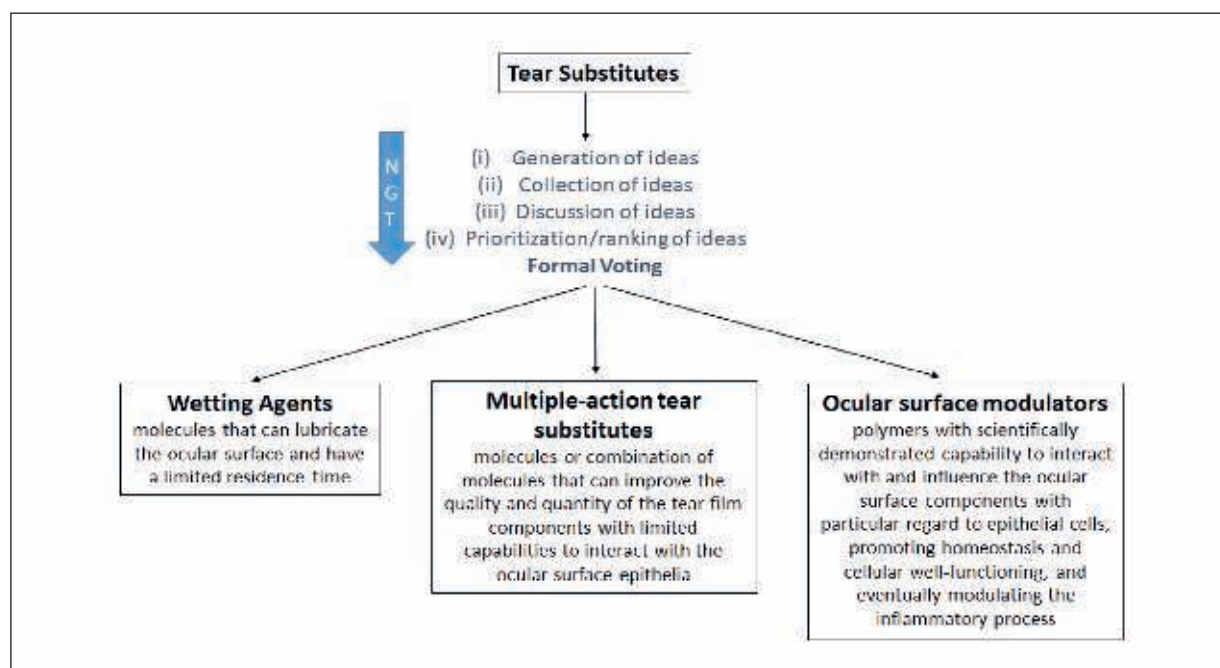 Tear Substitutes
N
G
T
(i) Generation of ideas
(ii) Collection of ideas
(iii) Discussion of ideas
(iv) Prioritization/ranking of ideas
Formal Voting
Wetting Agents
molecules that can lubricate
the ocular surface and have
a limited residence time
Multiple-action tear
substitutes
molecules or combination of
molecules that can improve the
quality and quantity of the tear film
components with limited
capabilities to interact with the
ocular surface epithelia
Ocular surface modulators
polymers with scientifically
demonstrated capability to interact
with and influence the ocular
surface components with
particular regard to epithelial cells,
promoting homeostasis and
cellular well-functioning, and
eventually modulating the
inflammatory process